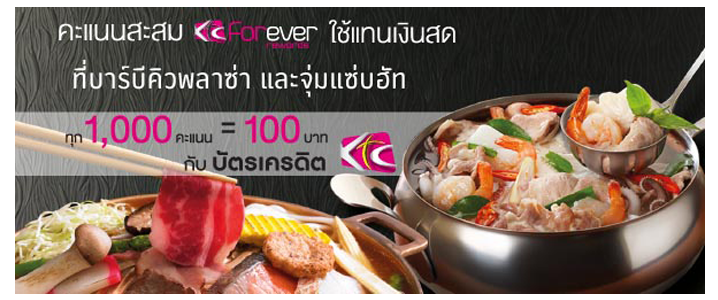 คะแนนสะสม KTC Forever rewards ใช้แทนเงินสด
ที่บาร์บีคิวพลาซ่า และจุ่มแซ่บฮัท
ทุก 1,000 คะแนน = 100 บาท
กับ บัตรเครดิต KTC